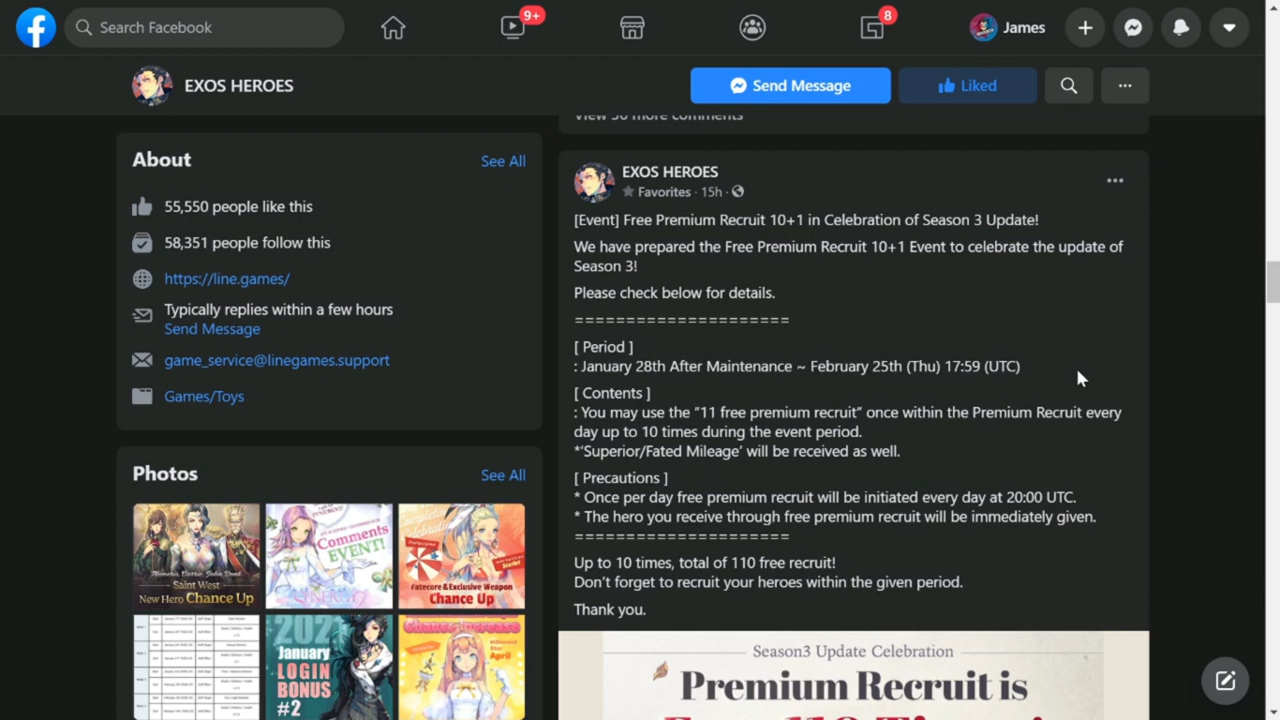 Search Facebook
9+
8
James
EXOS HEROES
Send Message
Liked
View 56 more comments
About
See All
55,550 people like this
58,351 people follow this
https://line.games/
Typically replies within a few hours
Send Message
game_service@linegames.support
Games/Toys
Photos
See All
Saint West
New Hero Chance Up
Comments
EVENT!
Fatecore & Exclusive Weapon
Chance Up
202
January
LOGIN
BONUS
#2
April
EXOS HEROES
Favorites · 15h ·
[Event] Free Premium Recruit 10+1 in Celebration of Season 3 Update!
We have prepared the Free Premium Recruit 10+1 Event to celebrate the update of
Season 3!
Please check below for details.
=====================
[ Period ]
: January 28th After Maintenance ~ February 25th (Thu) 17:59 (UTC)
[ Contents ]
: You may use the “11 free premium recruit” once within the Premium Recruit every
day up to 10 times during the event period.
*‘Superior/Fated Mileage’ will be received as well.
[ Precautions ]
* Once per day free premium recruit will be initiated every day at 20:00 UTC.
* The hero you receive through free premium recruit will be immediately given.
=====================
Up to 10 times, total of 110 free recruit!
Don’t forget to recruit your heroes within the given period.
Thank you.
Season3 Update Celebration
Premium Recruit is